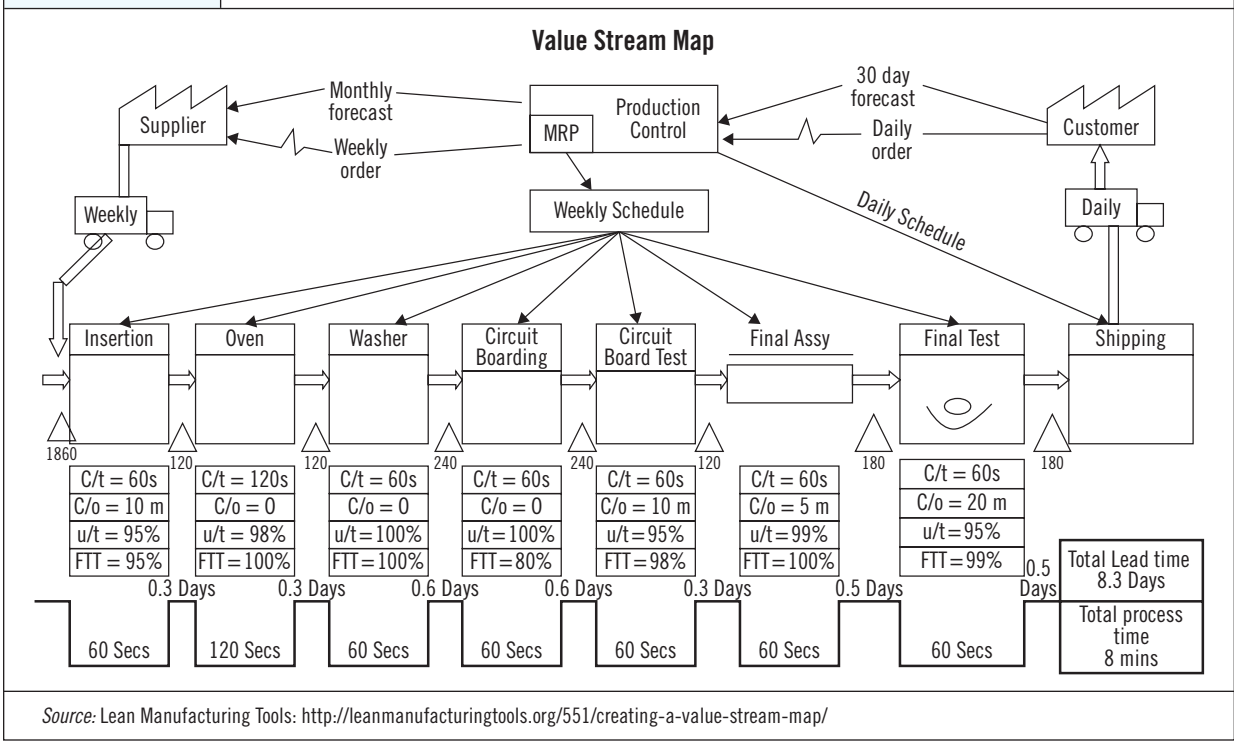 Value Stream Map
Supplier
Monthly
forecast
Weekly
order
Production
Control
MRP
30 day
forecast
Daily
order
Customer
Weekly
Weekly Schedule
Daily Schedule
Daily
Insertion
Oven
Washer
Circuit
Boarding
Circuit
Board Test
Final Assy
Final Test
Shipping
1860
120
120
240
240
120
180
180
C/t = 60s
C/o = 10 m
u/t = 95%
FTT = 95%
C/t = 120s
C/o = 0
u/t = 98%
FTT = 100%
C/t = 60s
C/o = 0
u/t = 100%
FTT = 100%
C/t = 60s
C/o = 0
u/t = 100%
FTT = 80%
C/t = 60s
C/o = 10 m
u/t = 95%
FTT = 98%
C/t = 60s
C/o = 5 m
u/t = 99%
FTT = 100%
C/t = 60s
C/o = 20 m
u/t = 95%
FTT = 99%
0.3 Days
0.3 Days
0.6 Days
0.6 Days
0.3 Days
0.5 Days
0.5
Days
60 Secs
120 Secs
60 Secs
60 Secs
60 Secs
60 Secs
60 Secs
Total Lead time
8.3 Days
Total process
time
8 mins
Source: Lean Manufacturing Tools: http://leanmanufacturingtools.org/551/creating-a-value-stream-map/